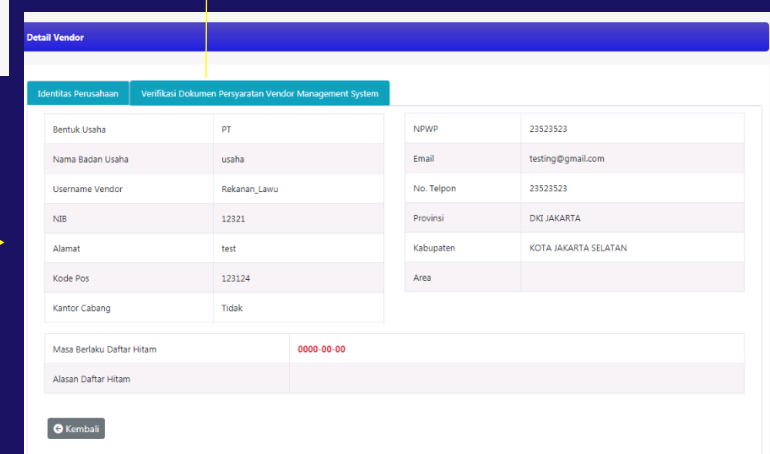 Detail Vendor
Identitas Perusahaan Verifikasi Dokumen Persyaratan Vendor Management System
Bentuk Usaha PT
Nama Badan Usaha usaha
Username Vendor Rekanan_Lawu
NIB 12321
Alamat test
Kode Pos 123124
Kantor Cabang Tidak
NPWP 23523523
Email testing@gmail.com
No. Telpon 23523523
Provinsi DKI JAKARTA
Kabupaten KOTA JAKARTA SELATAN
Area
Masa Berlaku Daftar Hitam 0000-00-00
Alasan Daftar Hitam
Kembali